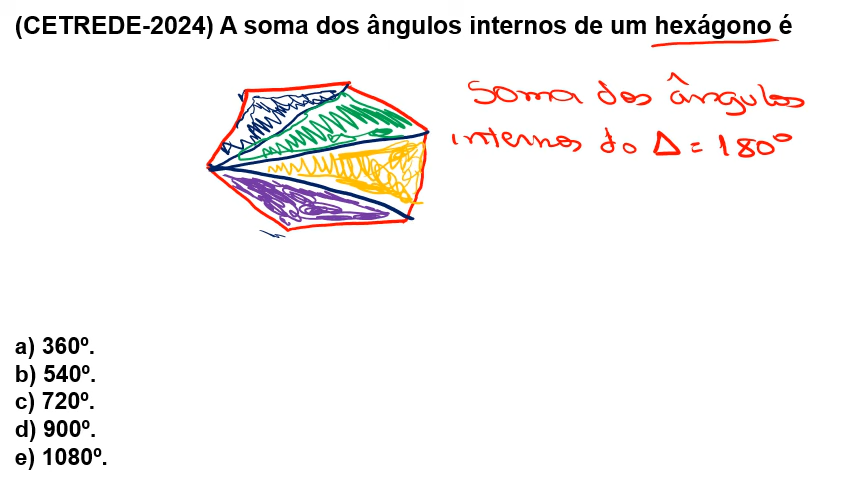 (CETREDE-2024) A soma dos ângulos internos de um hexágono é
Soma dos ângulos
internos do Δ = 180º
a) 360º.
b) 540º.
c) 720º.
d) 900º.
e) 1080º.